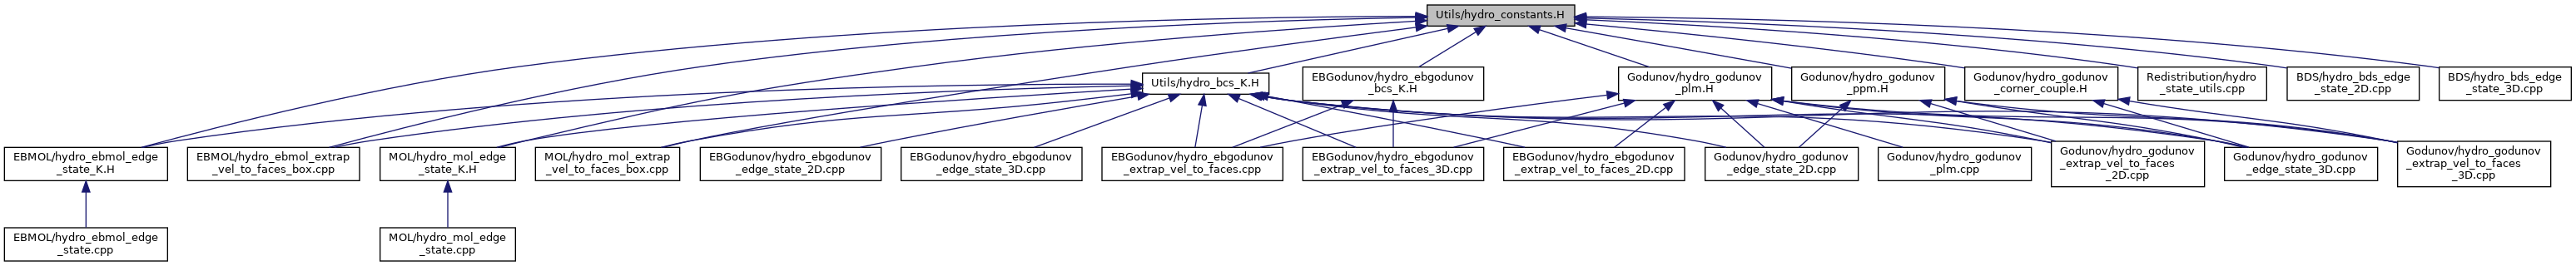 Utils/hydro_constants.H
Utils/hydro_bcs_K.H
EBGodunov/hydro_ebgodunov
_bcs_K.H
Godunov/hydro_godunov
_plm.H
Godunov/hydro_godunov
_ppm.H
Godunov/hydro_godunov
_corner_couple.H
Redistribution/hydro
_state_utils.cpp
BDS/hydro_bds_edge
_state_2D.cpp
BDS/hydro_bds_edge
_state_3D.cpp
EBMOL/hydro_ebmol_edge
_state_K.H
EBMOL/hydro_ebmol_extrap
_vel_to_faces_box.cpp
MOL/hydro_mol_edge
_state_K.H
MOL/hydro_mol_extrap
_vel_to_faces_box.cpp
EBGodunov/hydro_ebgodunov
_edge_state_2D.cpp
EBGodunov/hydro_ebgodunov
_edge_state_3D.cpp
EBGodunov/hydro_ebgodunov
_extrap_vel_to_faces.cpp
EBGodunov/hydro_ebgodunov
_extrap_vel_to_faces_3D.cpp
EBGodunov/hydro_ebgodunov
_extrap_vel_to_faces_2D.cpp
Godunov/hydro_godunov
_edge_state_2D.cpp
Godunov/hydro_godunov
_plm.cpp
Godunov/hydro_godunov
_extrap_vel_to_faces
_2D.cpp
Godunov/hydro_godunov
_edge_state_3D.cpp
Godunov/hydro_godunov
_extrap_vel_to_faces
_3D.cpp
EBMOL/hydro_ebmol_edge
_state.cpp
MOL/hydro_mol_edge
_state.cpp